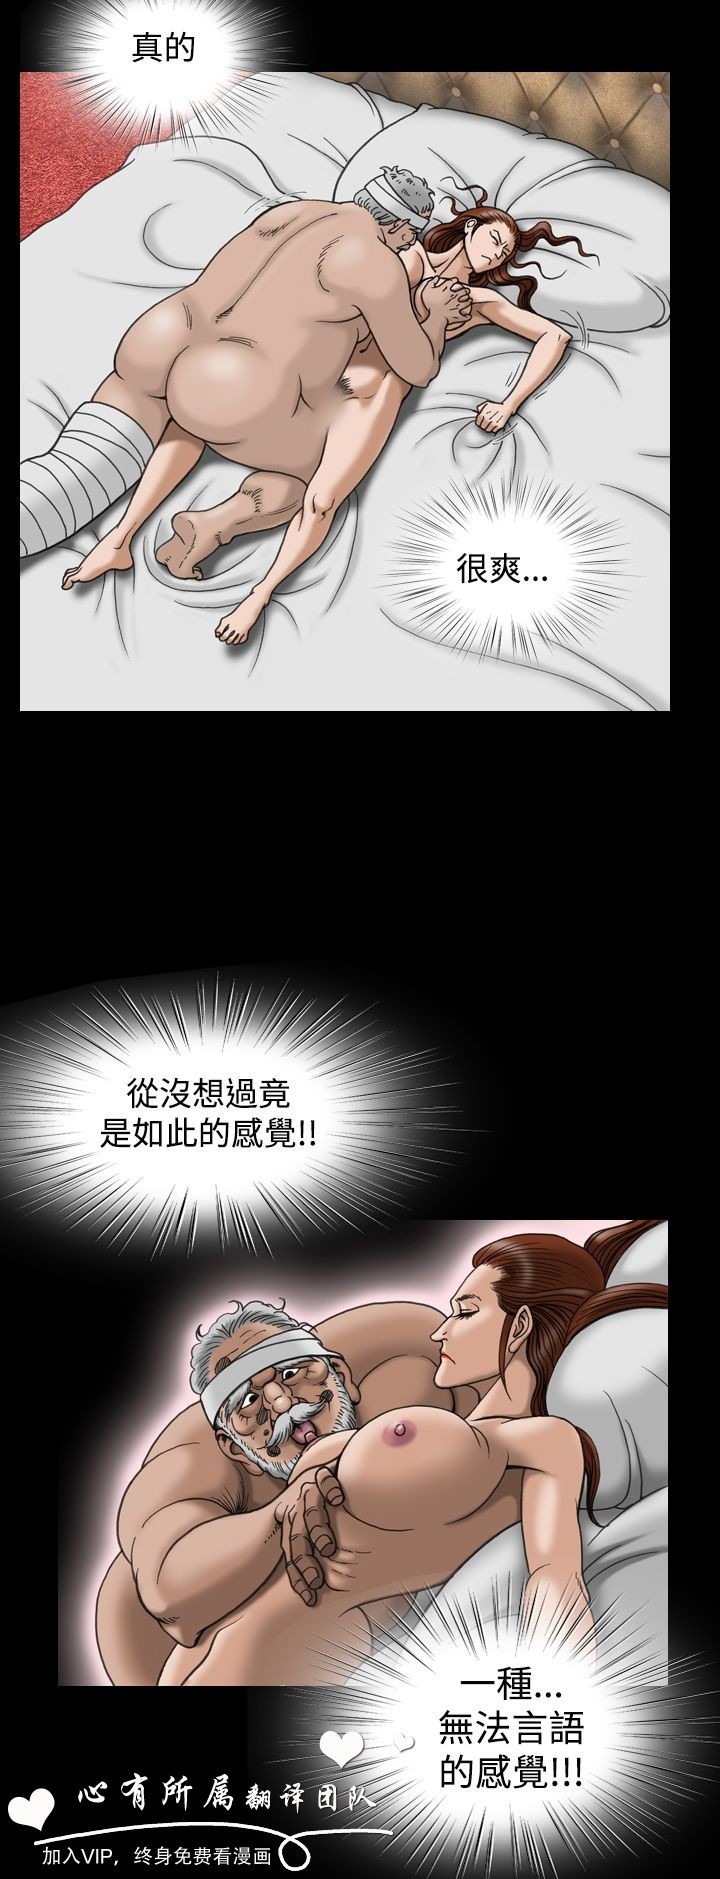 真的
很爽...
從沒想過竟
是如此的感覺!!
一種...
無法言語
的感覺!!!
心有所属翻译团队
加入VIP，终身免费看漫画